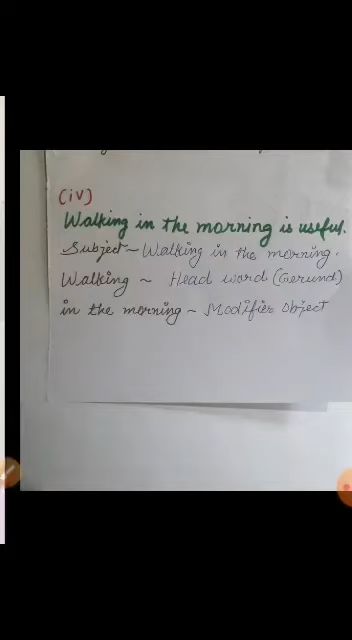 (iv)
Walking in the morning is useful.
Subject ~ Walking in the morning.
Walking ~ Head word (Gerund)
in the morning ~ Modifier Object